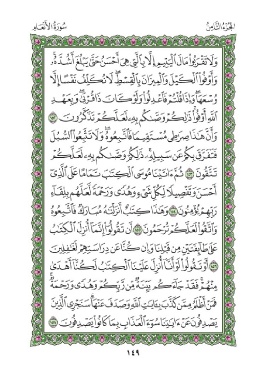 الجزء الثامن
سورة الأنعام
وَلَا تَقْرَبُوا۟ مَالَ ٱلْيَتِيمِ إِلَّا بِٱلَّتِى هِىَ أَحْسَنُ حَتَّىٰ يَبْلُغَ أَشُدَّهُۥ
وَأَوْفُوا۟ ٱلْكَيْلَ وَٱلْمِيزَانَ بِٱلْقِسْطِ لَا نُكَلِّفُ نَفْسًا إِلَّا
وُسْعَهَا وَإِذَا قُلْتُمْ فَٱعْدِلُوا۟ وَلَوْ كَانَ ذَا قُرْبَىٰ وَبِعَهْدِ
ٱللَّهِ أَوْفُوا۟ ذَٰلِكُمْ وَصَّىٰكُم بِهِۦ لَعَلَّكُمْ تَذَكَّرُونَ ١٥٢
وَأَنَّ هَٰذَا صِرَٰطِى مُسْتَقِيمًا فَٱتَّبِعُوهُ وَلَا تَتَّبِعُوا۟ ٱلسُّبُلَ
فَتَفَرَّقَ بِكُمْ عَن سَبِيلِهِۦ ذَٰلِكُمْ وَصَّىٰكُم بِهِۦ لَعَلَّكُمْ
تَتَّقُونَ ١٥٣ ثُمَّ ءَاتَيْنَا مُوسَى ٱلْكِتَٰبَ تَمَامًا عَلَى ٱلَّذِىٓ
أَحْسَنَ وَتَفْصِيلًا لِّكُلِّ شَىْءٍ وَهُدًى وَرَحْمَةً لَّعَلَّهُم بِلِقَآءِ
رَبِّهِمْ يُؤْمِنُونَ ١٥٤ وَهَٰذَا كِتَٰبٌ أَنزَلْنَٰهُ مُبَارَكٌ فَٱتَّبِعُوهُ
وَٱتَّقُوا۟ لَعَلَّكُمْ تُرْحَمُونَ ١٥٥ أَن تَقُولُوٓا۟ إِنَّمَآ أُنزِلَ ٱلْكِتَٰبُ
عَلَىٰ طَآئِفَتَيْنِ مِن قَبْلِنَا وَإِن كُنَّا عَن دِرَاسَتِهِمْ لَغَٰفِلِينَ
١٥٦ أَوْ تَقُولُوا۟ لَوْ أَنَّآ أُنزِلَ عَلَيْنَا ٱلْكِتَٰبُ لَكُنَّآ أَهْدَىٰ
مِنْهُمْ فَقَدْ جَآءَكُم بَيِّنَةٌ مِّن رَّبِّكُمْ وَهُدًى وَرَحْمَةٌ
فَمَنْ أَظْلَمُ مِمَّن كَذَّبَ بِـَٔايَٰتِ ٱللَّهِ وَصَدَفَ عَنْهَا سَنَجْزِى ٱلَّذِينَ
يَصْدِفُونَ عَنْ ءَايَٰتِنَا سُوٓءَ ٱلْعَذَابِ بِمَا كَانُوا۟ يَصْدِفُونَ ١٥٧
١٤٩